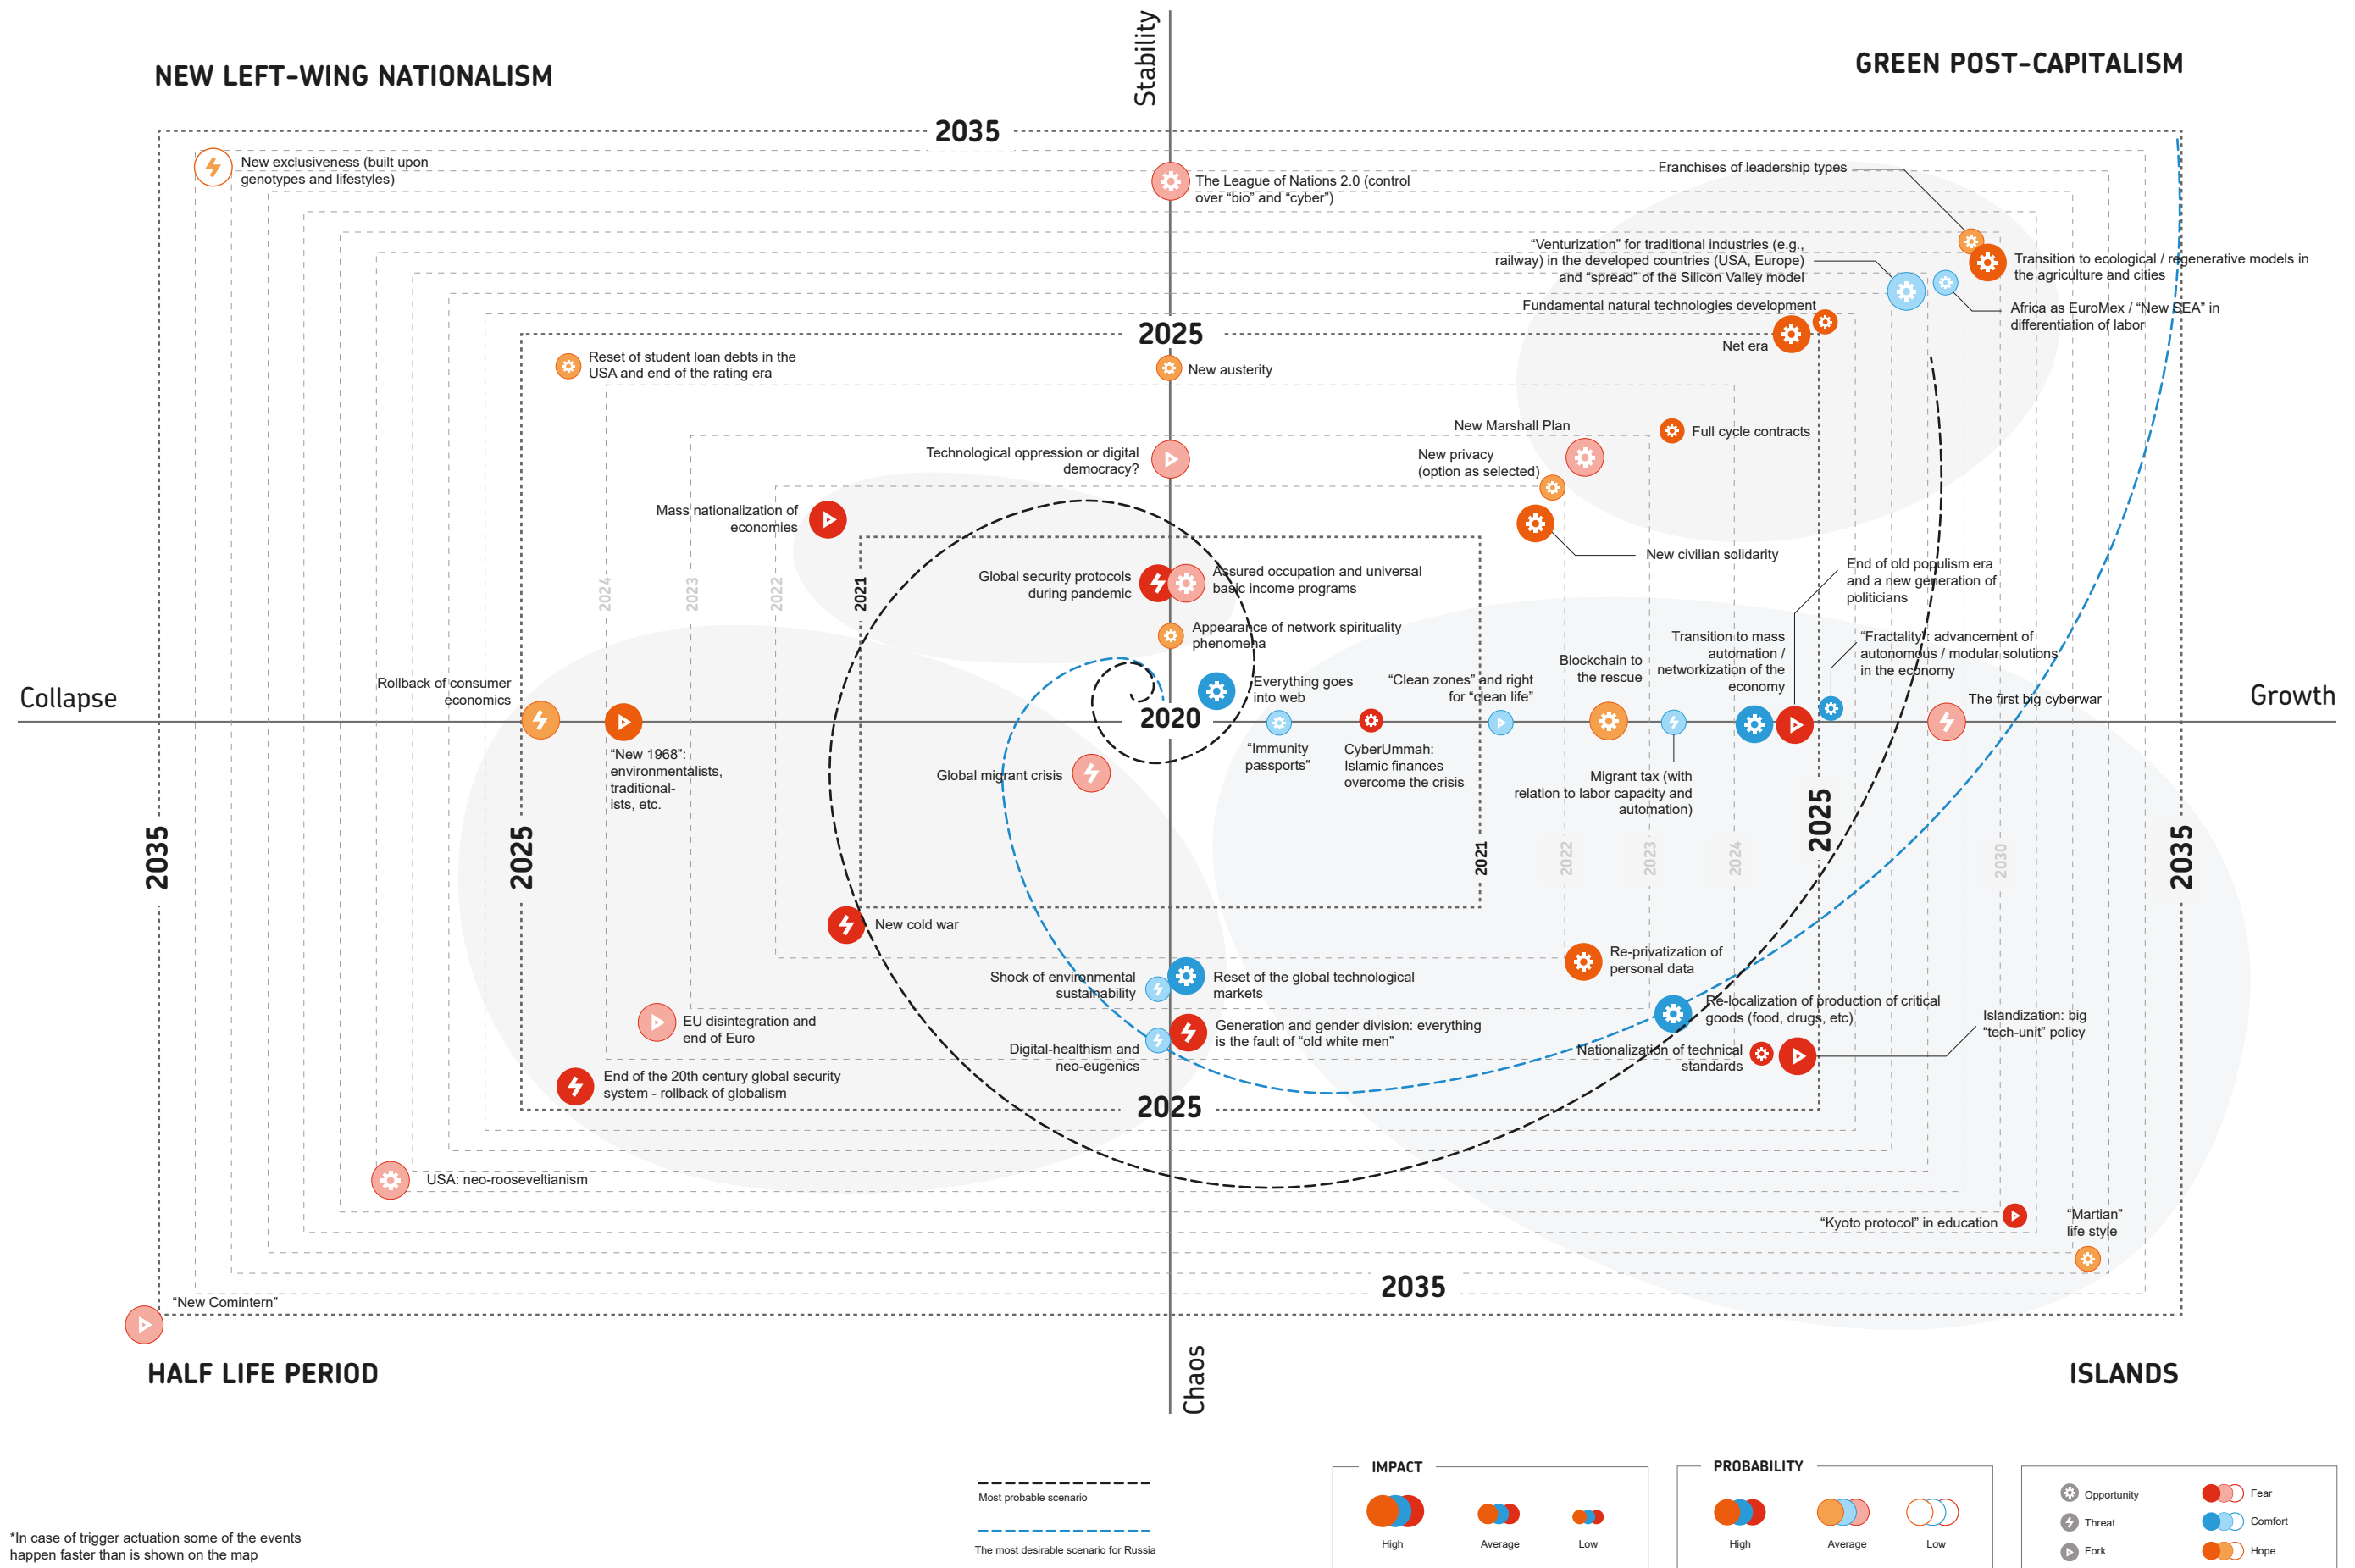 Stability
NEW LEFT-WING NATIONALISM
GREEN POST-CAPITALISM
2035
New exclusiveness (built upon
genotypes and lifestyles)
The League of Nations 2.0 (control
over “bio” and “cyber”)
Franchises of leadership types
“Venturization” for traditional industries (e.g.,
railway) in the developed countries (USA, Europe)
and “spread” of the Silicon Valley model
Transition to ecological / regenerative models in
the agriculture and cities
Fundamental natural technologies development
Africa as EuroMex / “New SEA” in
differentiation of labor
2025
Net era
Reset of student loan debts in the
USA and end of the rating era
New austerity
New Marshall Plan
Full cycle contracts
Technological oppression or digital
democracy?
New privacy
(option as selected)
Mass nationalization of
economies
New civilian solidarity
2024
2023
2022
2021
Global security protocols
during pandemic
Assured occupation and universal
basic income programs
End of old populism era
and a new generation of
politicians
Appearance of network spirituality
phenomena
Transition to mass
automation /
networkization of the
economy
“Fractality”: advancement of
autonomous / modular solutions
in the economy
Blockchain to
the rescue
Rollback of consumer
economics
Everything goes
into web
“Clean zones” and right
for “clean life”
The first big cyberwar
Collapse
Growth
2020
“New 1968”:
environmentalists,
traditional-
ists, etc.
“Immunity
passports”
CyberUmmah:
Islamic finances
overcome the crisis
Global migrant crisis
Migrant tax (with
relation to labor capacity and
automation)
2035
2025
2021
2022
2023
2024
2025
2030
2035
New cold war
Re-privatization of
personal data
Shock of environmental
sustainability
Reset of the global technological
markets
Re-localization of production of critical
goods (food, drugs, etc)
EU disintegration and
end of Euro
Generation and gender division: everything
is the fault of “old white men”
Islandization: big
“tech-unit” policy
Digital-healthism and
neo-eugenics
Nationalization of technical
standards
End of the 20th century global security
system - rollback of globalism
2025
USA: neo-rooseveltianism
“Kyoto protocol” in education
“Martian”
life style
2035
“New Comintern”
HALF LIFE PERIOD
Chaos
ISLANDS
*In case of trigger actuation some of the events
happen faster than is shown on the map
Most probable scenario
The most desirable scenario for Russia
IMPACT
High
Average
Low
PROBABILITY
High
Average
Low
Opportunity
Threat
Fork
Fear
Comfort
Hope